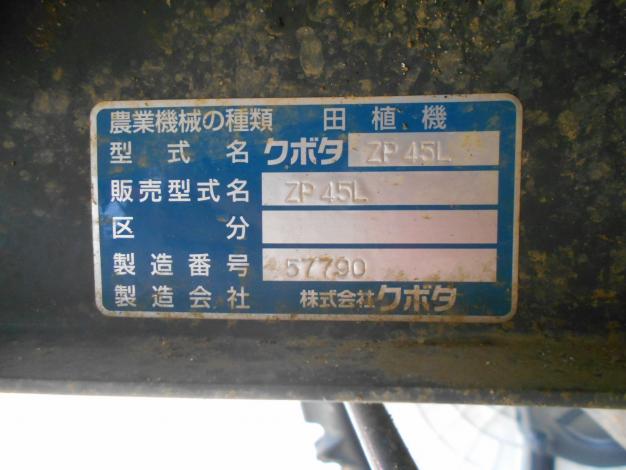 農業機械の種類 田植機
型式名 クボタ ZP45L
販売型式名 ZP45L
区分
製造番号 57790
製造会社 株式会社クボタ